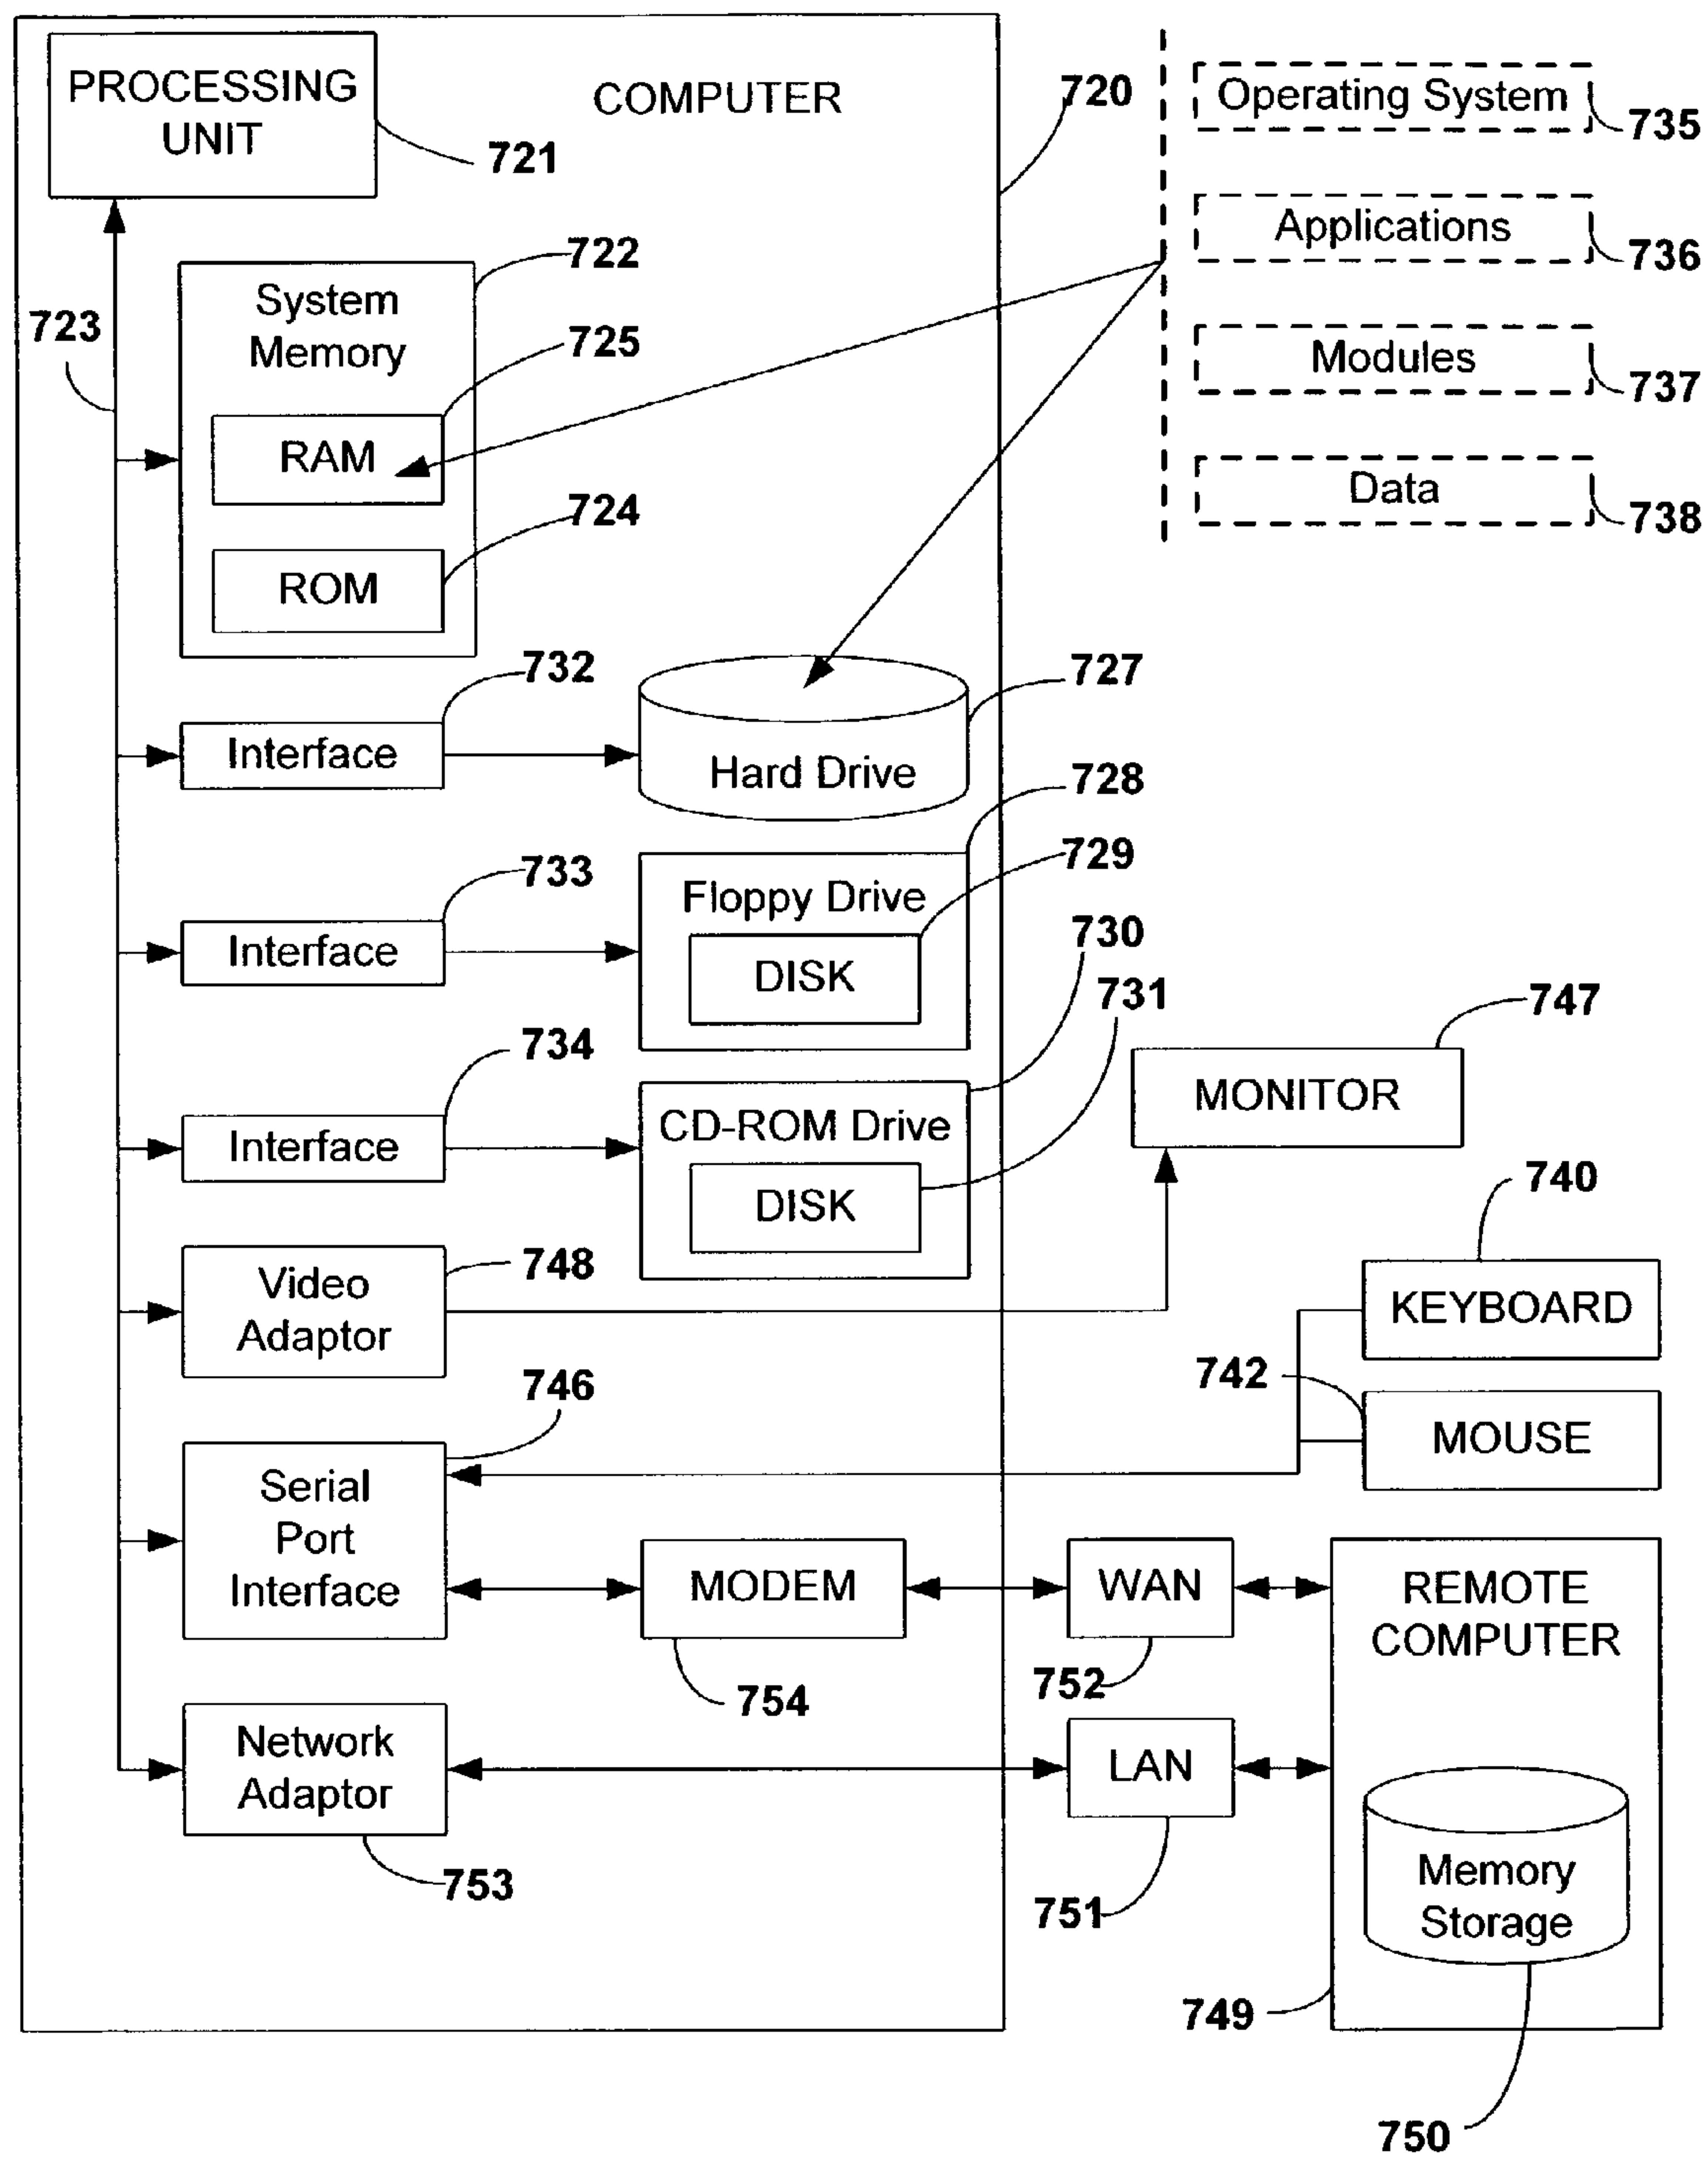 PROCESSING
UNIT
721
COMPUTER
720
Operating System
735
Applications
736
Modules
737
Data
738
723
722
System
Memory
725
RAM
724
ROM
732
Interface
727
Hard Drive
733
Interface
728
Floppy Drive
729
DISK
734
Interface
730
CD-ROM Drive
731
DISK
747
MONITOR
748
Video
Adaptor
740
KEYBOARD
742
MOUSE
746
Serial
Port
Interface
MODEM
754
WAN
752
REMOTE
COMPUTER
Network
Adaptor
753
LAN
751
Memory
Storage
749
750